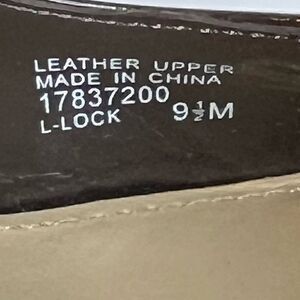 LEATHER UPPER
MADE IN CHINA
17837200
L-LOCK 9½M